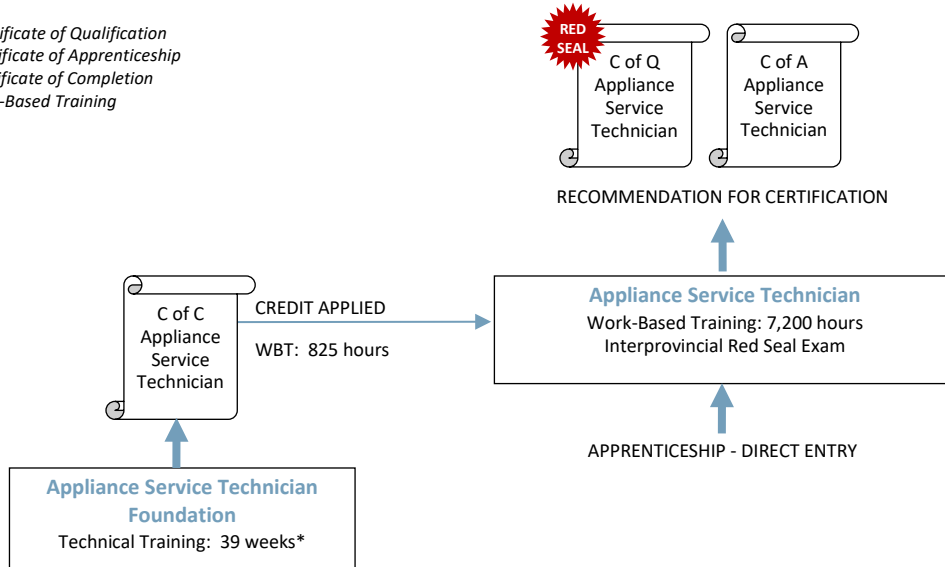 ificate of Qualification
ificate of Apprenticeship
ificate of Completion
-Based Training
RED
SEAL
C of Q
Appliance
Service
Technician
C of A
Appliance
Service
Technician
RECOMMENDATION FOR CERTIFICATION
C of C
Appliance
Service
Technician
CREDIT APPLIED
WBT: 825 hours
Appliance Service Technician
Work-Based Training: 7,200 hours
Interprovincial Red Seal Exam
APPRENTICESHIP - DIRECT ENTRY
Appliance Service Technician
Foundation
Technical Training: 39 weeks*